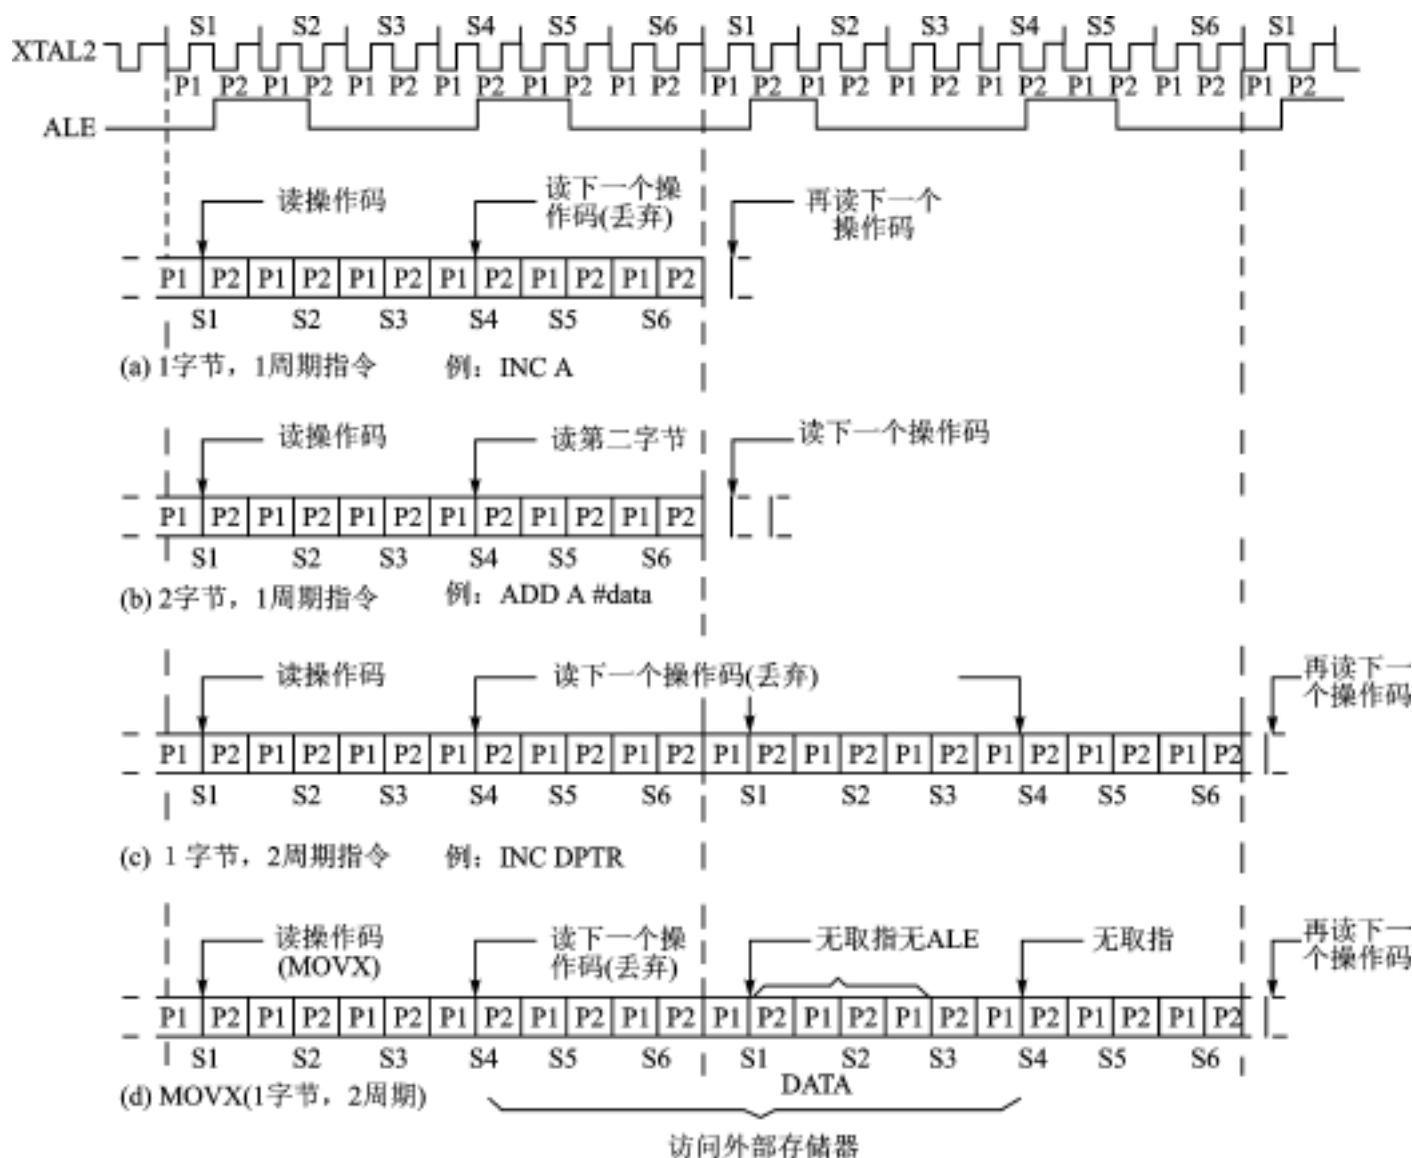 S1 S2 S3 S4 S5 S6 S1 S2 S3 S4 S5 S6 S1
XTAL2
P1 P2 P1 P2 P1 P2 P1 P2 P1 P2 P1 P2 P1 P2 P1 P2 P1 P2 P1 P2 P1 P2 P1 P2 P1 P2
ALE
读操作码
读下一个操
作码(丢弃)
再读下一个
操作码
P1 P2 P1 P2 P1 P2 P1 P2 P1 P2 P1 P2
S1 S2 S3 S4 S5 S6
(a) 1字节，1周期指令 例：INC A
读操作码 读第二字节 读下一个操作码
P1 P2 P1 P2 P1 P2 P1 P2 P1 P2 P1 P2
S1 S2 S3 S4 S5 S6
(b) 2字节，1周期指令 例：ADD A #data
读操作码 读下一个操作码(丢弃)
再读下一
个操作码
P1 P2 P1 P2 P1 P2 P1 P2 P1 P2 P1 P2 P1 P2 P1 P2 P1 P2 P1 P2 P1 P2 P1 P2
S1 S2 S3 S4 S5 S6 S1 S2 S3 S4 S5 S6
(c) 1 字节，2周期指令 例：INC DPTR
读操作码
(MOVX)
读下一个操
作码(丢弃)
无取指无ALE
无取指
再读下一
个操作码
P1 P2 P1 P2 P1 P2 P1 P2 P1 P2 P1 P2 P1 P2 P1 P2 P1 P2 P1 P2 P1 P2 P1 P2
S1 S2 S3 S4 S5 S6 S1 S2 S3 S4 S5 S6
DATA
(d) MOVX(1字节，2周期)
访问外部存储器